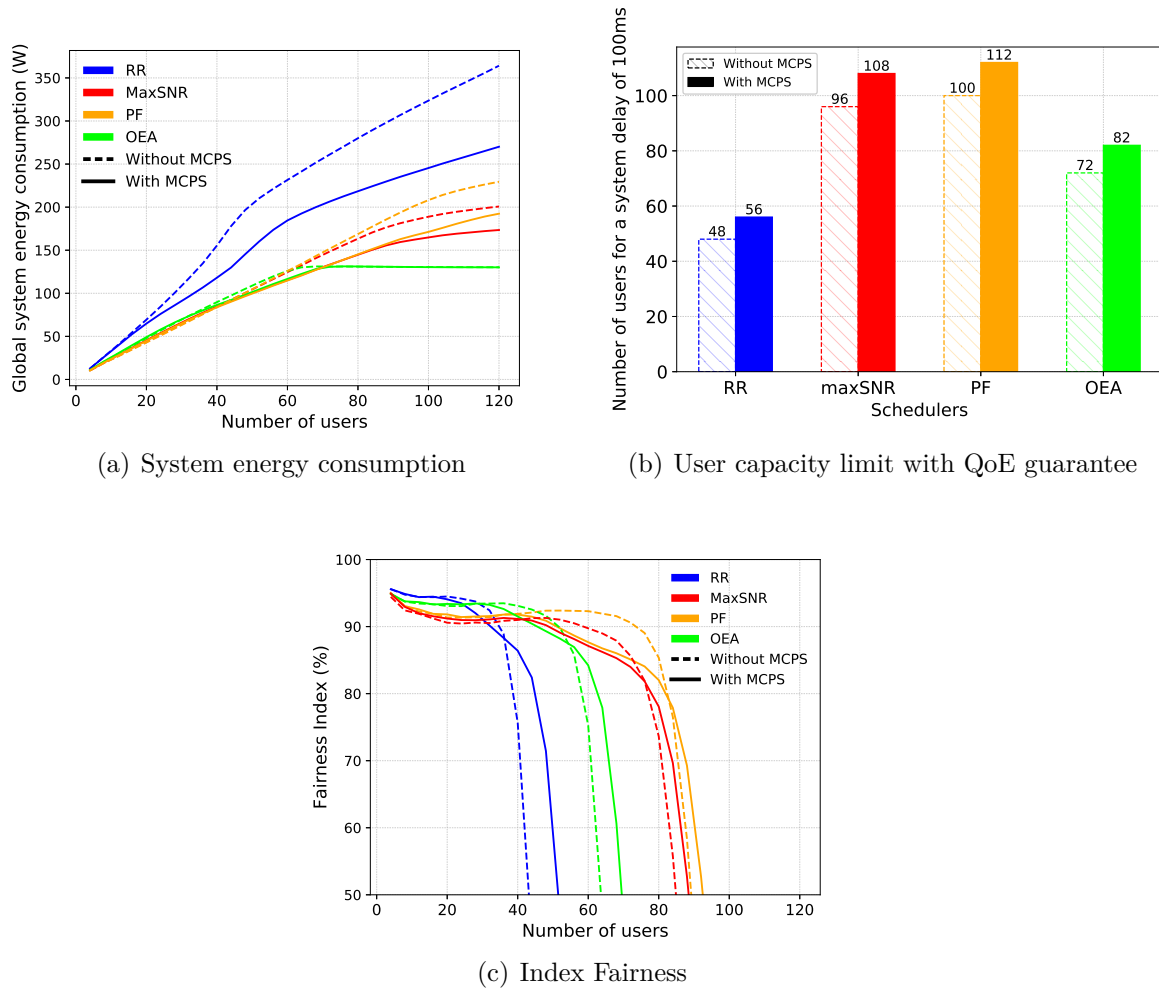 Global system energy consumption (W)
350
300
250
200
150
100
50
0
RR
MaxSNR
PF
OEA
Without MCPS
With MCPS
0 20 40 60 80 100 120
Number of users
(a) System energy consumption
Number of users for a system delay of 100ms
100
80
60
40
20
0
Without MCPS
With MCPS
48 56 96 108 100 112 72 82
RR maxSNR PF OEA
Schedulers
(b) User capacity limit with QoE guarantee
Fairness Index (%)
100
90
80
70
60
50
RR
MaxSNR
PF
OEA
Without MCPS
With MCPS
0 20 40 60 80 100 120
Number of users
(c) Index Fairness